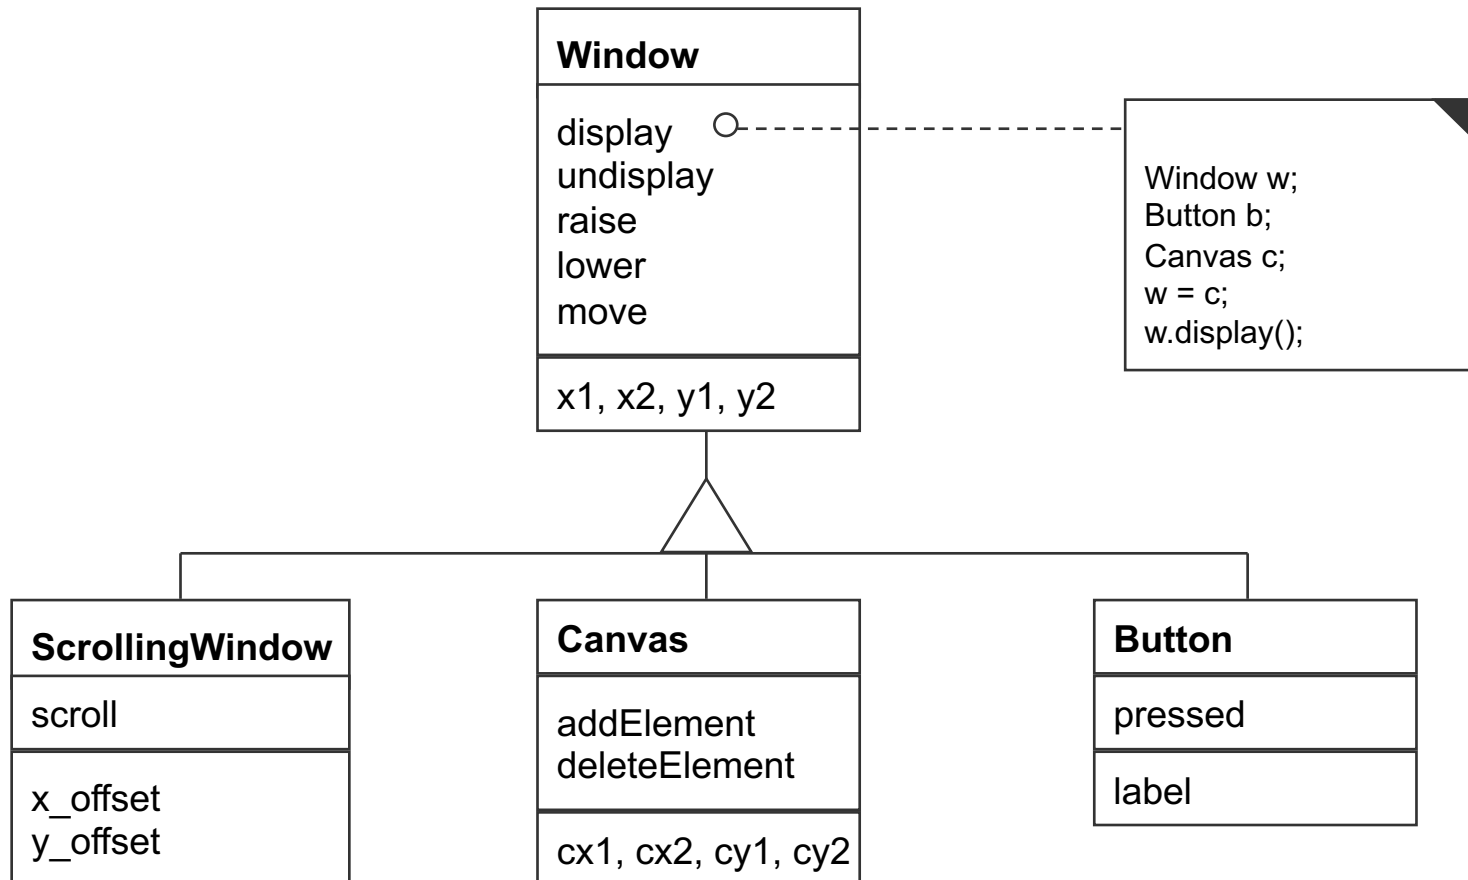 Window
display
undisplay
raise
lower
move
x1, x2, y1, y2
Window w;
Button b;
Canvas c;
w = c;
w.display();
ScrollingWindow
scroll
x_offset
y_offset
Canvas
addElement
deleteElement
cx1, cx2, cy1, cy2
Button
pressed
label